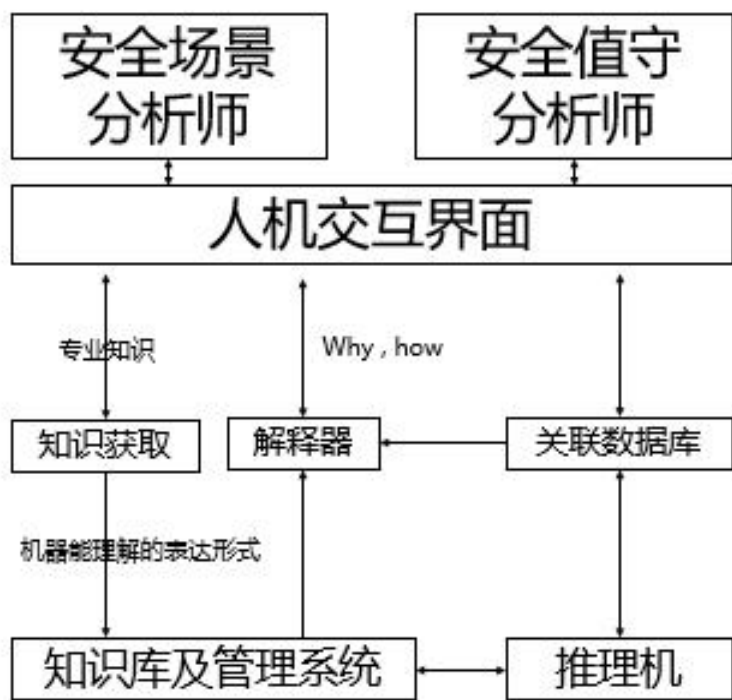 安全场景
分析师
安全值守
分析师
人机交互界面
专业知识
Why , how
知识获取
解释器
关联数据库
机器能理解的表达形式
知识库及管理系统
推理机